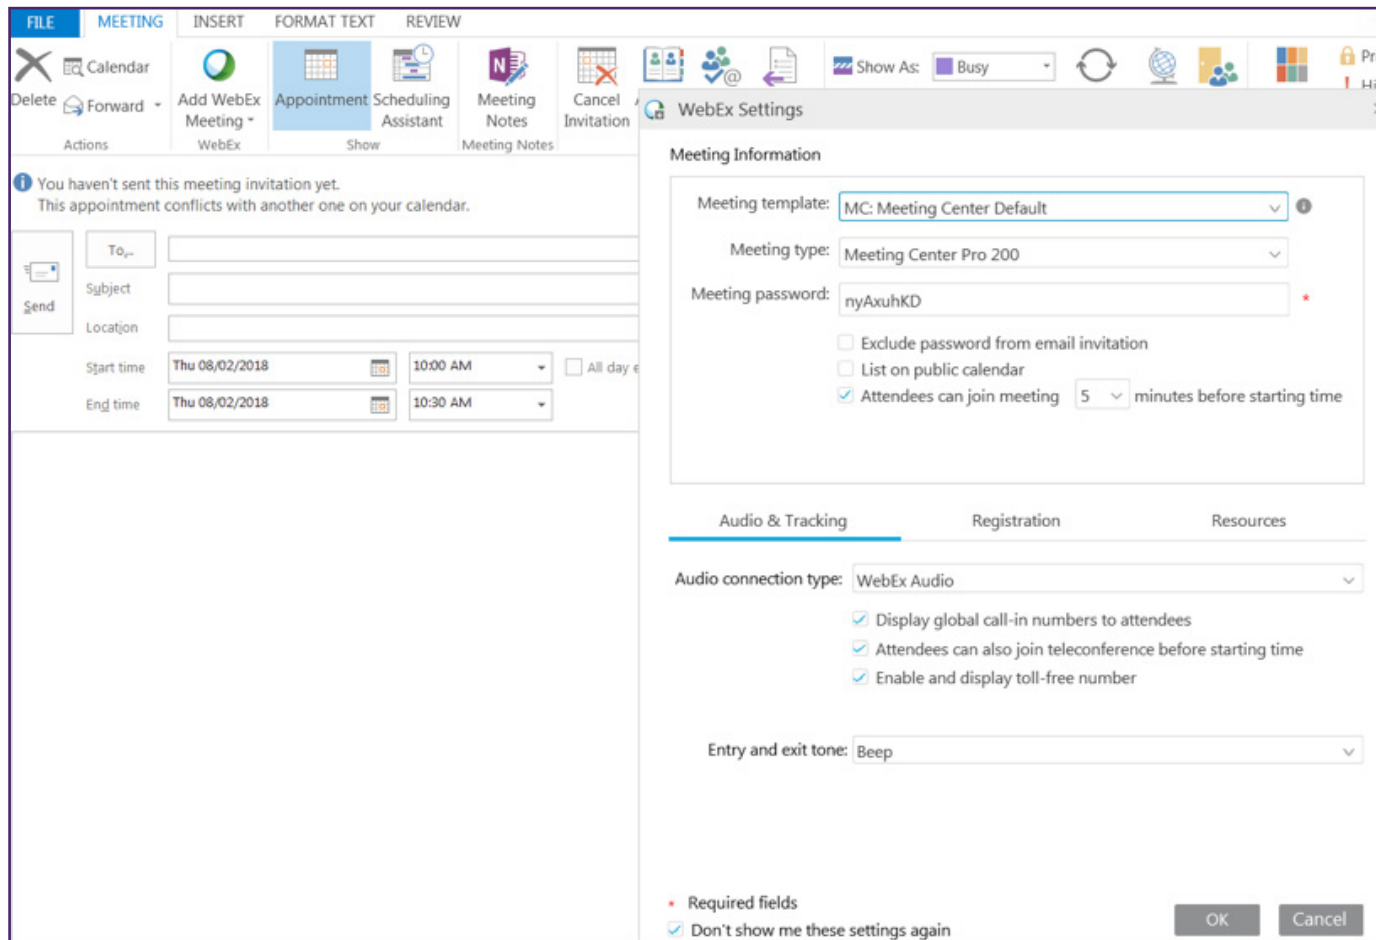 FILE MEETING INSERT FORMAT TEXT REVIEW
Delete
Calendar
Forward
Actions
Add WebEx
Meeting
WebEx
Appointment
Scheduling
Assistant
Show
Meeting
Notes
Meeting Notes
Cancel
Invitation
Show As: Busy
You haven't sent this meeting invitation yet.
This appointment conflicts with another one on your calendar.
Send
To...
Subject
Location
Start time Thu 08/02/2018 10:00 AM All day e
End time Thu 08/02/2018 10:30 AM
WebEx Settings
Meeting Information
Meeting template: MC: Meeting Center Default
Meeting type: Meeting Center Pro 200
Meeting password: nyAxuhKD *
Exclude password from email invitation
List on public calendar
Attendees can join meeting 5 minutes before starting time
Audio & Tracking Registration Resources
Audio connection type: WebEx Audio
Display global call-in numbers to attendees
Attendees can also join teleconference before starting time
Enable and display toll-free number
Entry and exit tone: Beep
* Required fields
Don't show me these settings again
OK Cancel